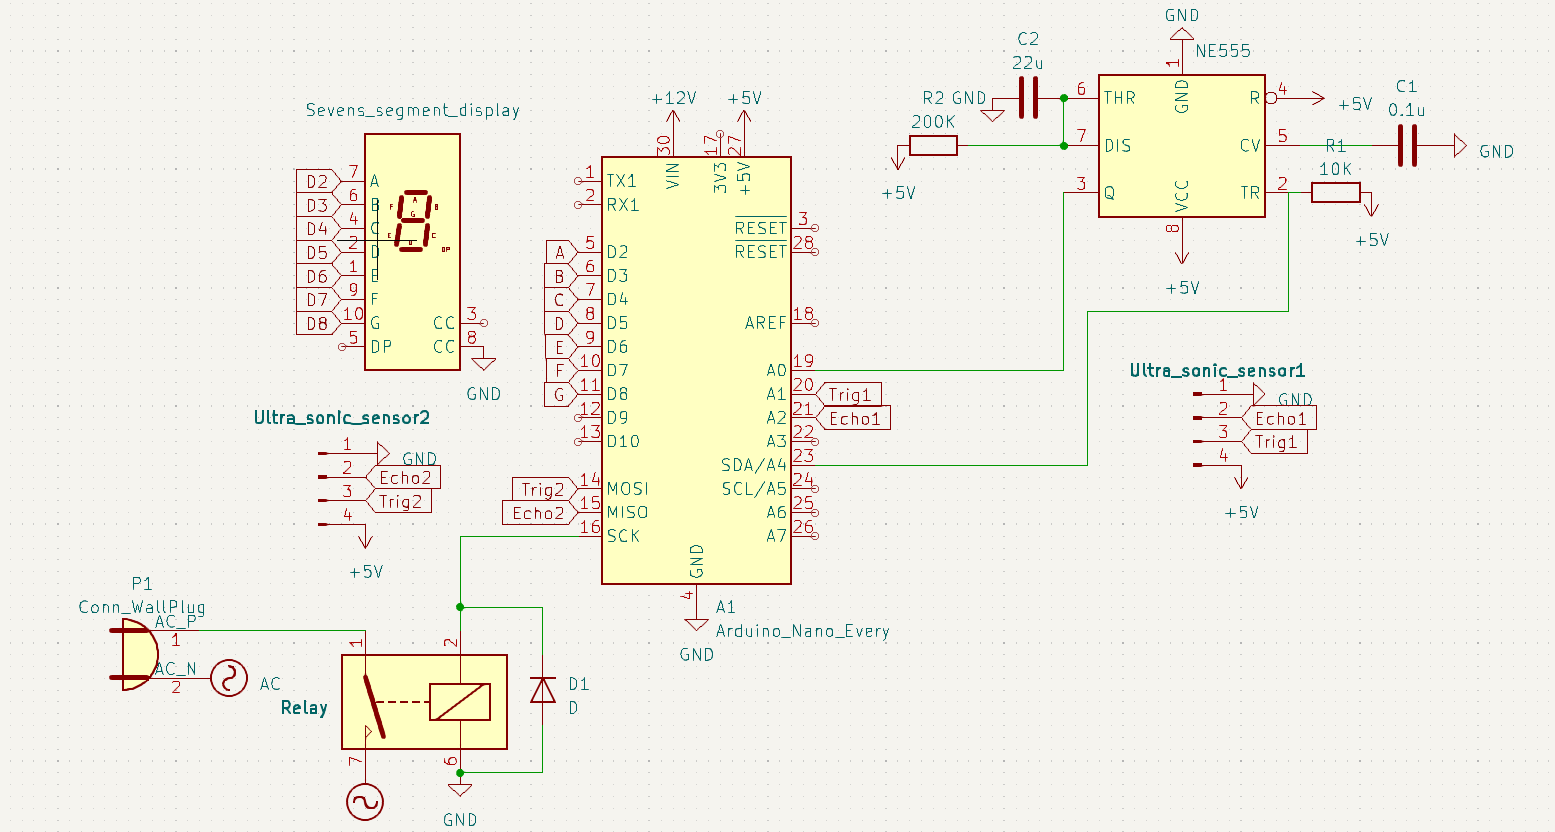 Sevens_segment_display
D2 7 A
D3 6 B
D4 4 C
D5 2 D
D6 1 E
D7 9 F
D8 10 G
5 DP
CC 3
CC 8
GND
A
F B
G
E C
D
DP
Ultra_sonic_sensor2
1 GND
2 Echo2
3 Trig2
4
+5V
P1
Conn_WallPlug
AC_P
1
AC_N
2
AC
Relay
1
2
7
6
GND
D1
D
+12V +5V
30 17 27
VIN 3V3 +5V
1 TX1
2 RX1
RESET 3
RESET 28
A 5 D2
B 6 D3
C 7 D4
D 8 D5
E 9 D6
F 10 D7
G 11 D8
12 D9
13 D10
Trig2 14 MOSI
Echo2 15 MISO
16 SCK
AREF 18
A0 19
A1 20 Trig1
A2 21 Echo1
A3 22
SDA/A4 23
SCL/A5 24
A6 25
A7 26
GND
4
A1
Arduino_Nano_Every
GND
GND
NE555
1
GND
C2
22u
R2 GND
200K
+5V
6 THR
7 DIS
3 Q
R 4
+5V
CV 5
TR 2
VCC
8
+5V
C1
0.1u
GND
R1
10K
+5V
Ultra_sonic_sensor1
1 GND
2 Echo1
3 Trig1
4
+5V